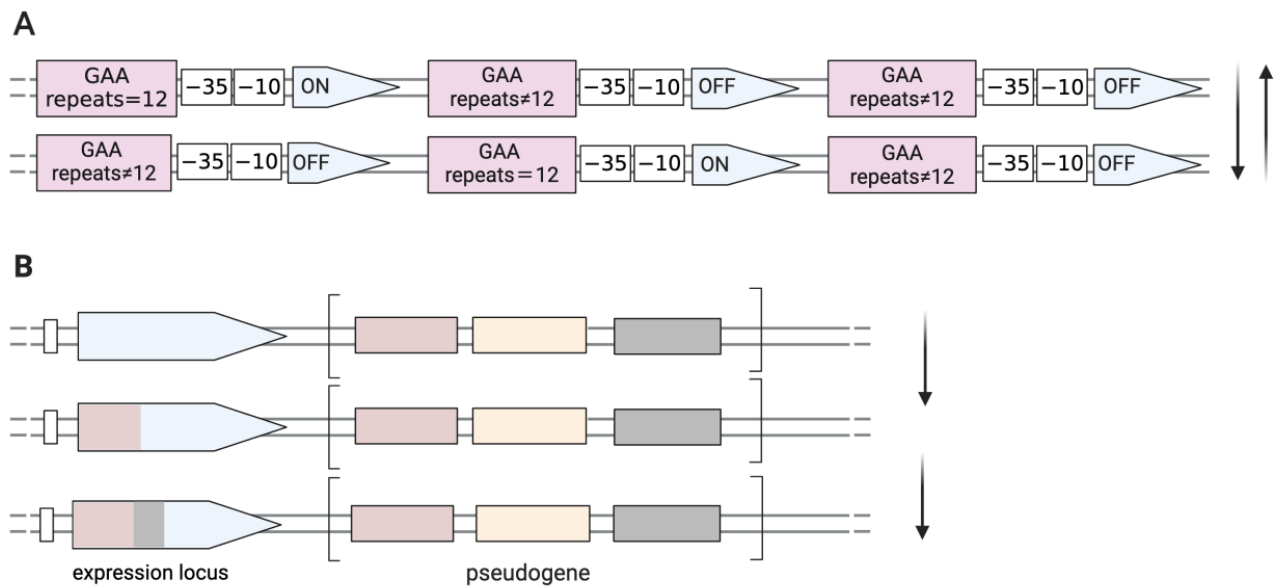 A
GAA
repeats=12
−35
−10
ON
GAA
repeats≠12
−35
−10
OFF
GAA
repeats≠12
−35
−10
OFF
GAA
repeats≠12
−35
−10
OFF
GAA
repeats=12
−35
−10
ON
GAA
repeats≠12
−35
−10
OFF
B
expression locus
pseudogene